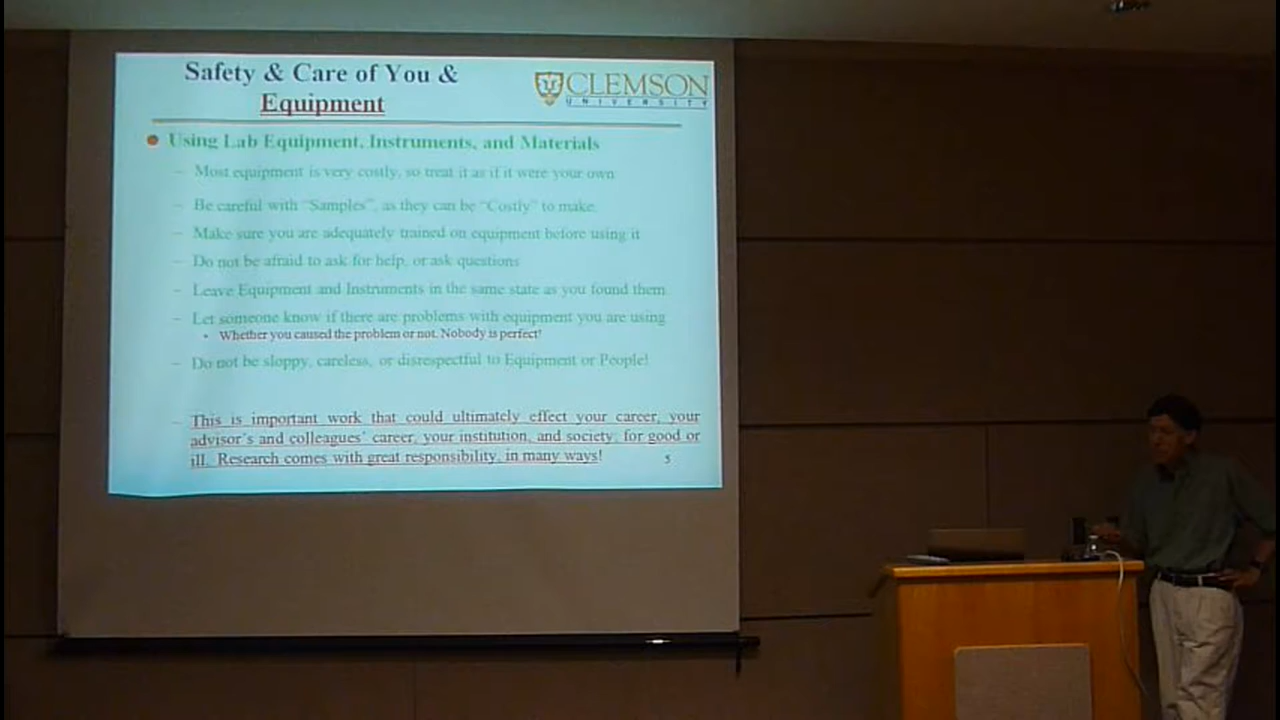 Safety & Care of You &
Equipment
CLEMSON
UNIVERSITY
Using Lab Equipment, Instruments, and Materials
– Most equipment is very costly, so treat it as if it were your own
– Be careful with "Samples", as they can be "Costly" to make
– Make sure you are adequately trained on equipment before using it
– Do not be afraid to ask for help, or ask questions
– Leave Equipment and Instruments in the same state as you found them
– Let someone know if there are problems with equipment you are using
• Whether you caused the problem or not. Nobody is perfect!
– Do not be sloppy, careless, or disrespectful to Equipment or People!
– This is important work that could ultimately effect your career, your
advisor's and colleagues' career, your institution, and society, for good or
ill. Research comes with great responsibility, in many ways!
5